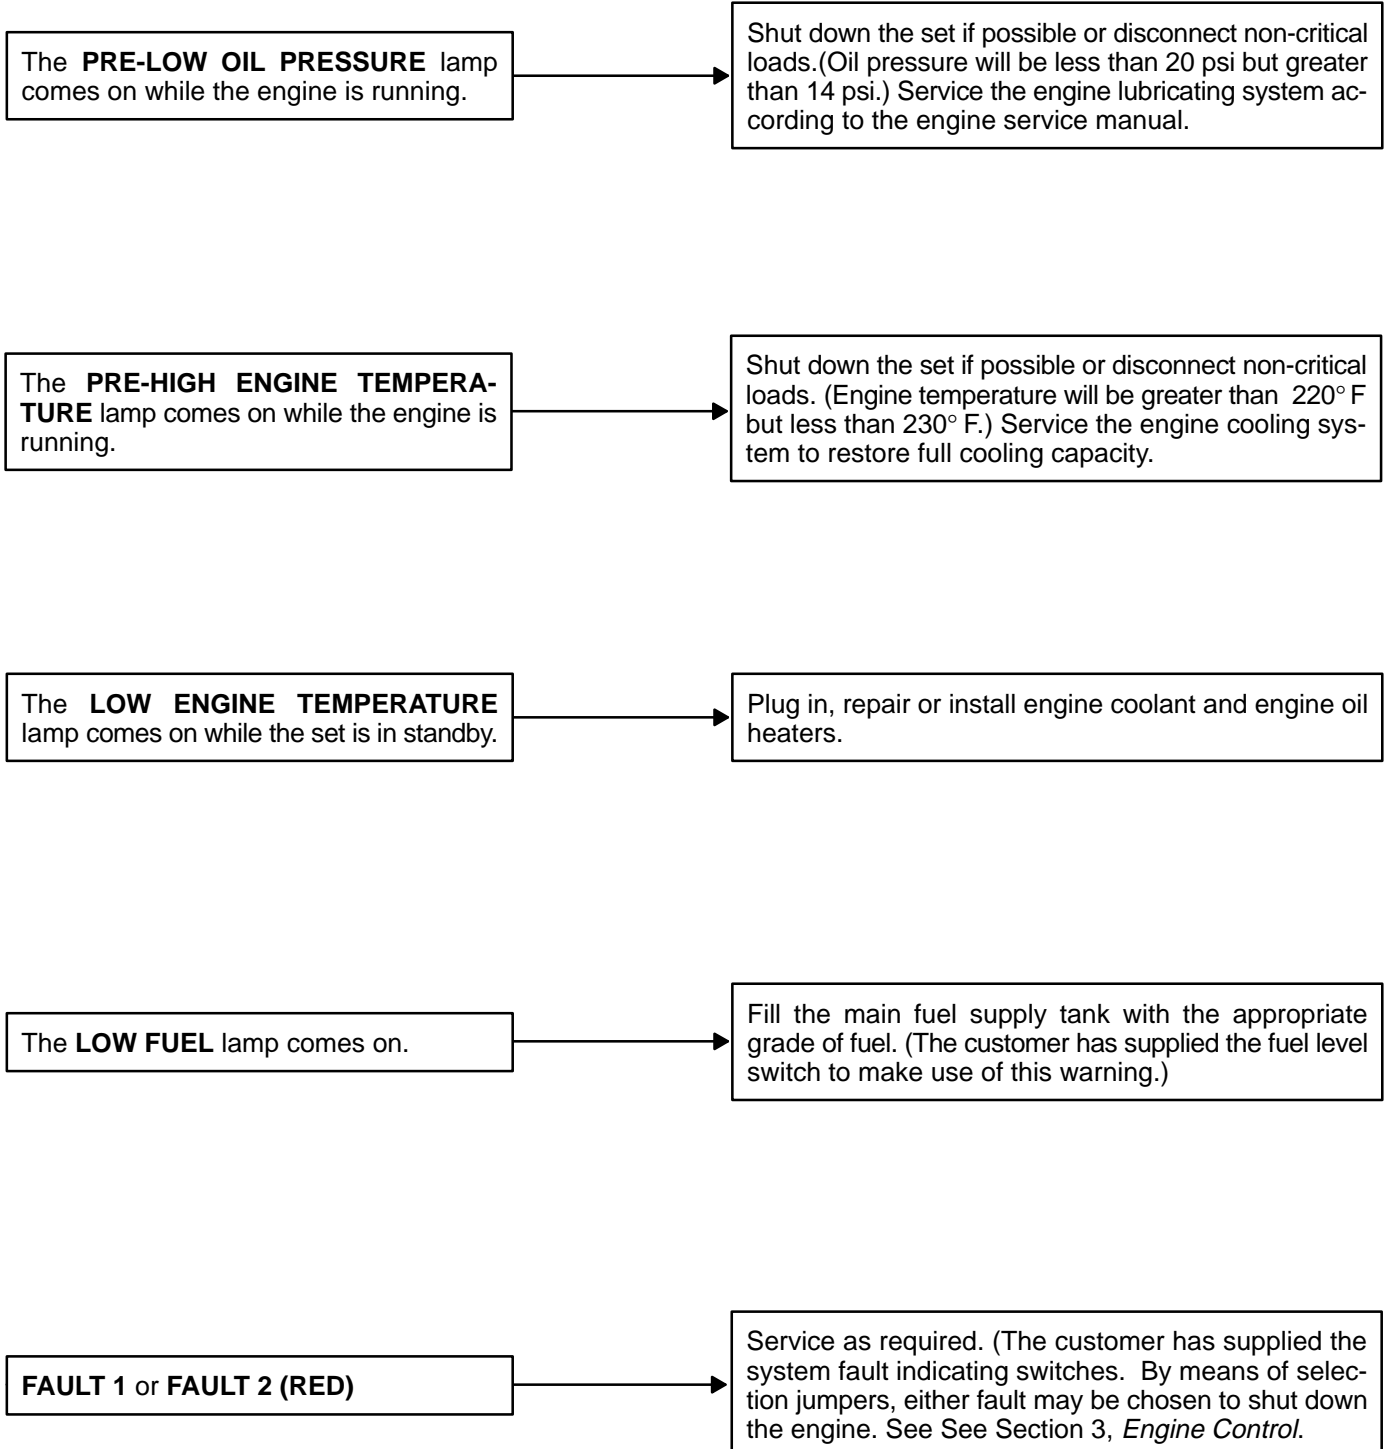 The PRE-LOW OIL PRESSURE lamp
comes on while the engine is running.
Shut down the set if possible or disconnect non-critical
loads.(Oil pressure will be less than 20 psi but greater
than 14 psi.) Service the engine lubricating system ac-
cording to the engine service manual.
The PRE-HIGH ENGINE TEMPERA-
TURE lamp comes on while the engine is
running.
Shut down the set if possible or disconnect non-critical
loads. (Engine temperature will be greater than 220° F
but less than 230° F.) Service the engine cooling sys-
tem to restore full cooling capacity.
The LOW ENGINE TEMPERATURE
lamp comes on while the set is in standby.
Plug in, repair or install engine coolant and engine oil
heaters.
The LOW FUEL lamp comes on.
Fill the main fuel supply tank with the appropriate
grade of fuel. (The customer has supplied the fuel level
switch to make use of this warning.)
FAULT 1 or FAULT 2 (RED)
Service as required. (The customer has supplied the
system fault indicating switches. By means of selec-
tion jumpers, either fault may be chosen to shut down
the engine. See See Section 3, Engine Control.